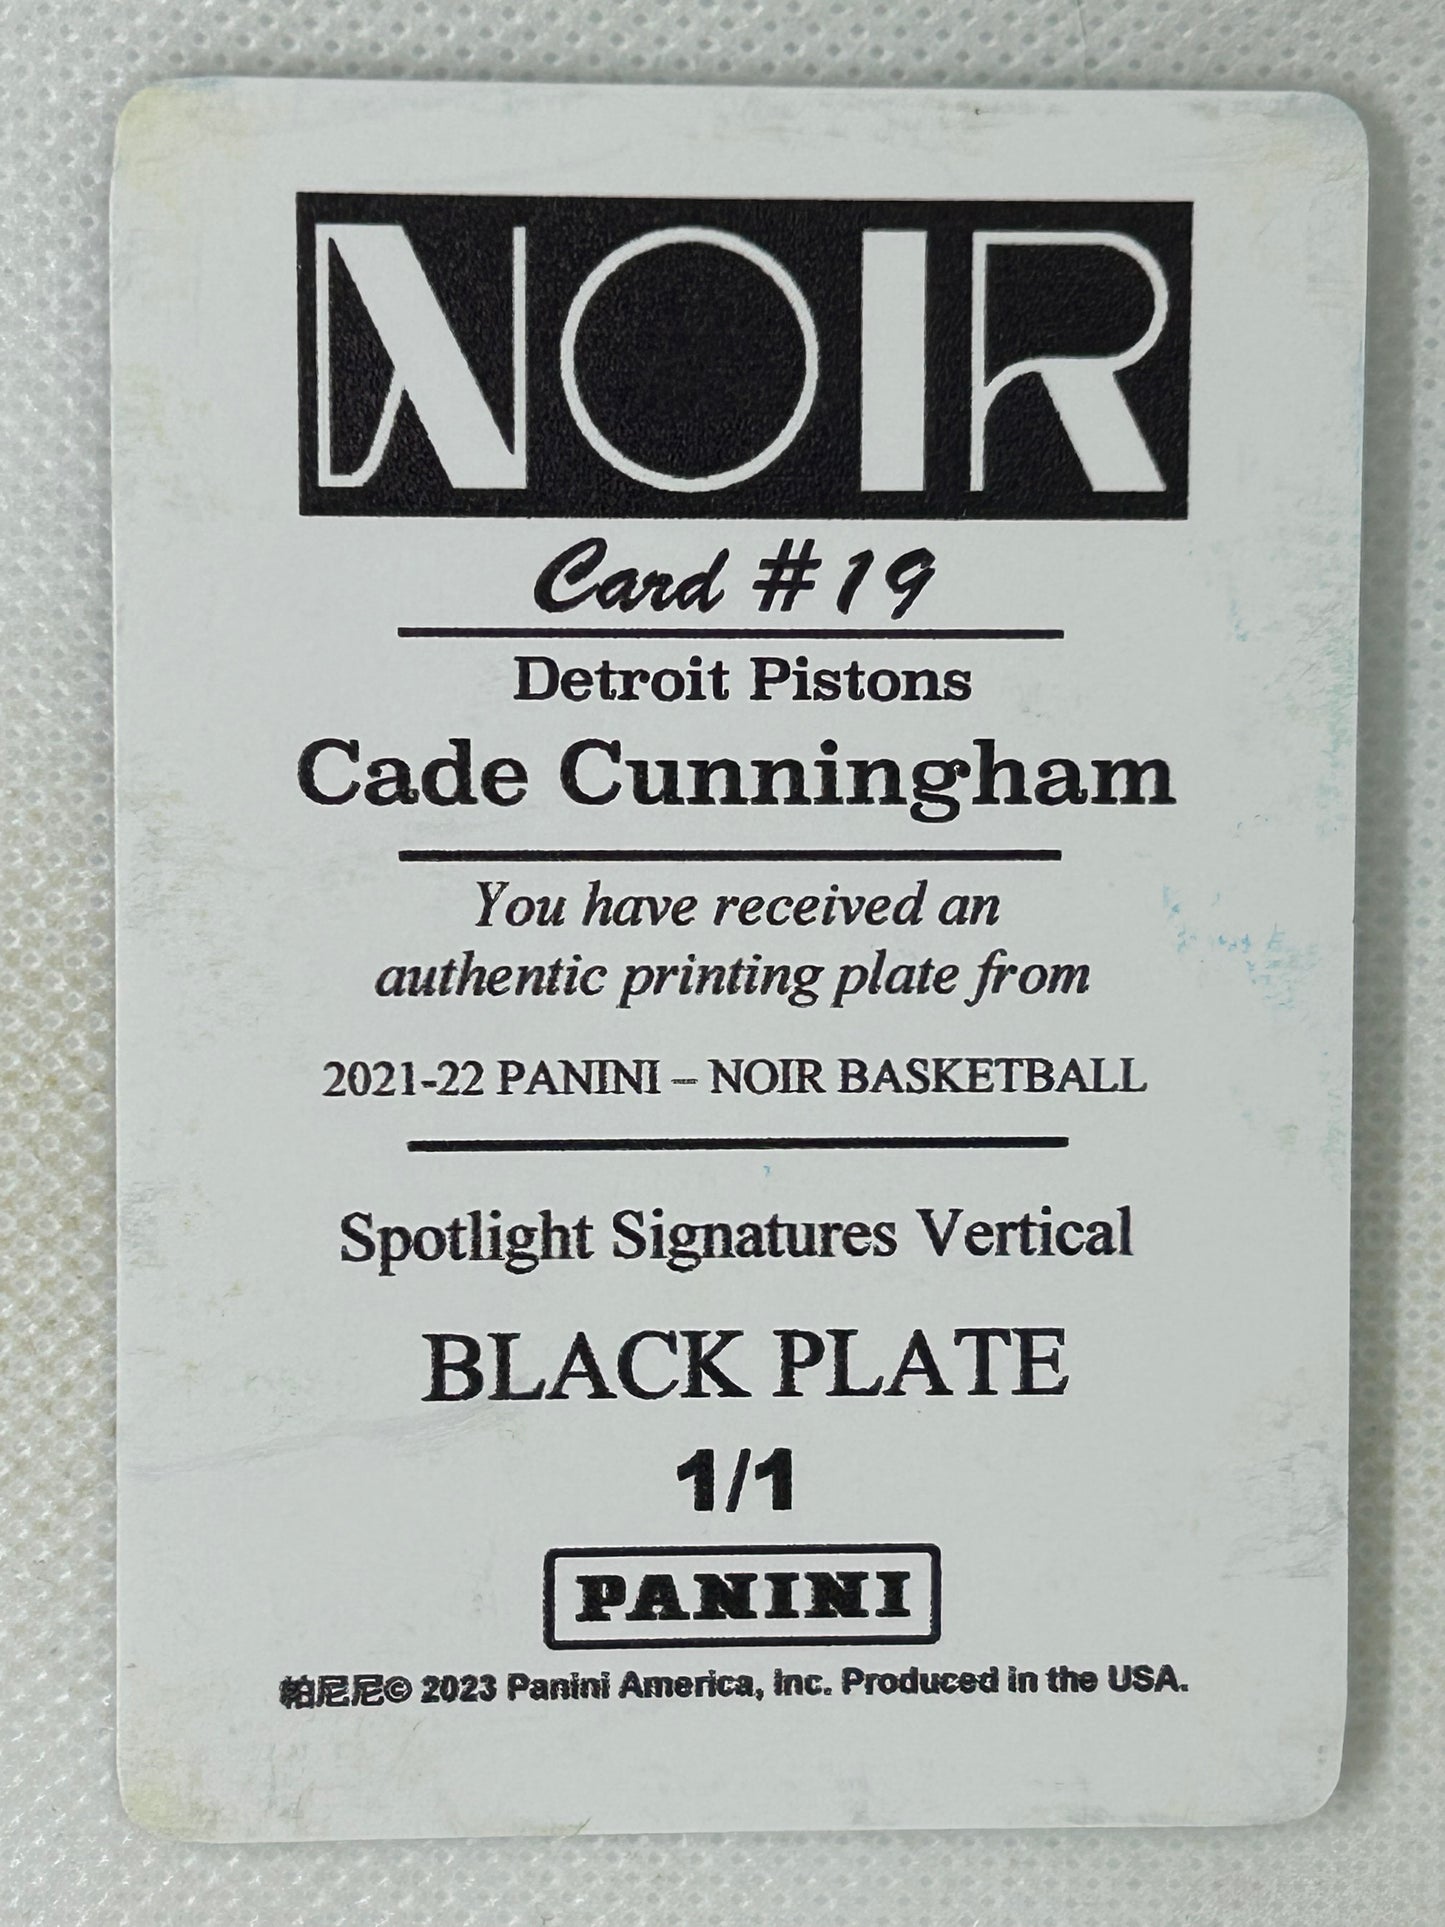 NOIR
Card #19
Detroit Pistons
Cade Cunningham
You have received an
authentic printing plate from
2021-22 PANINI – NOIR BASKETBALL
Spotlight Signatures Vertical
BLACK PLATE
1/1
PANINI
帕尼尼© 2023 Panini America, Inc. Produced in the USA.